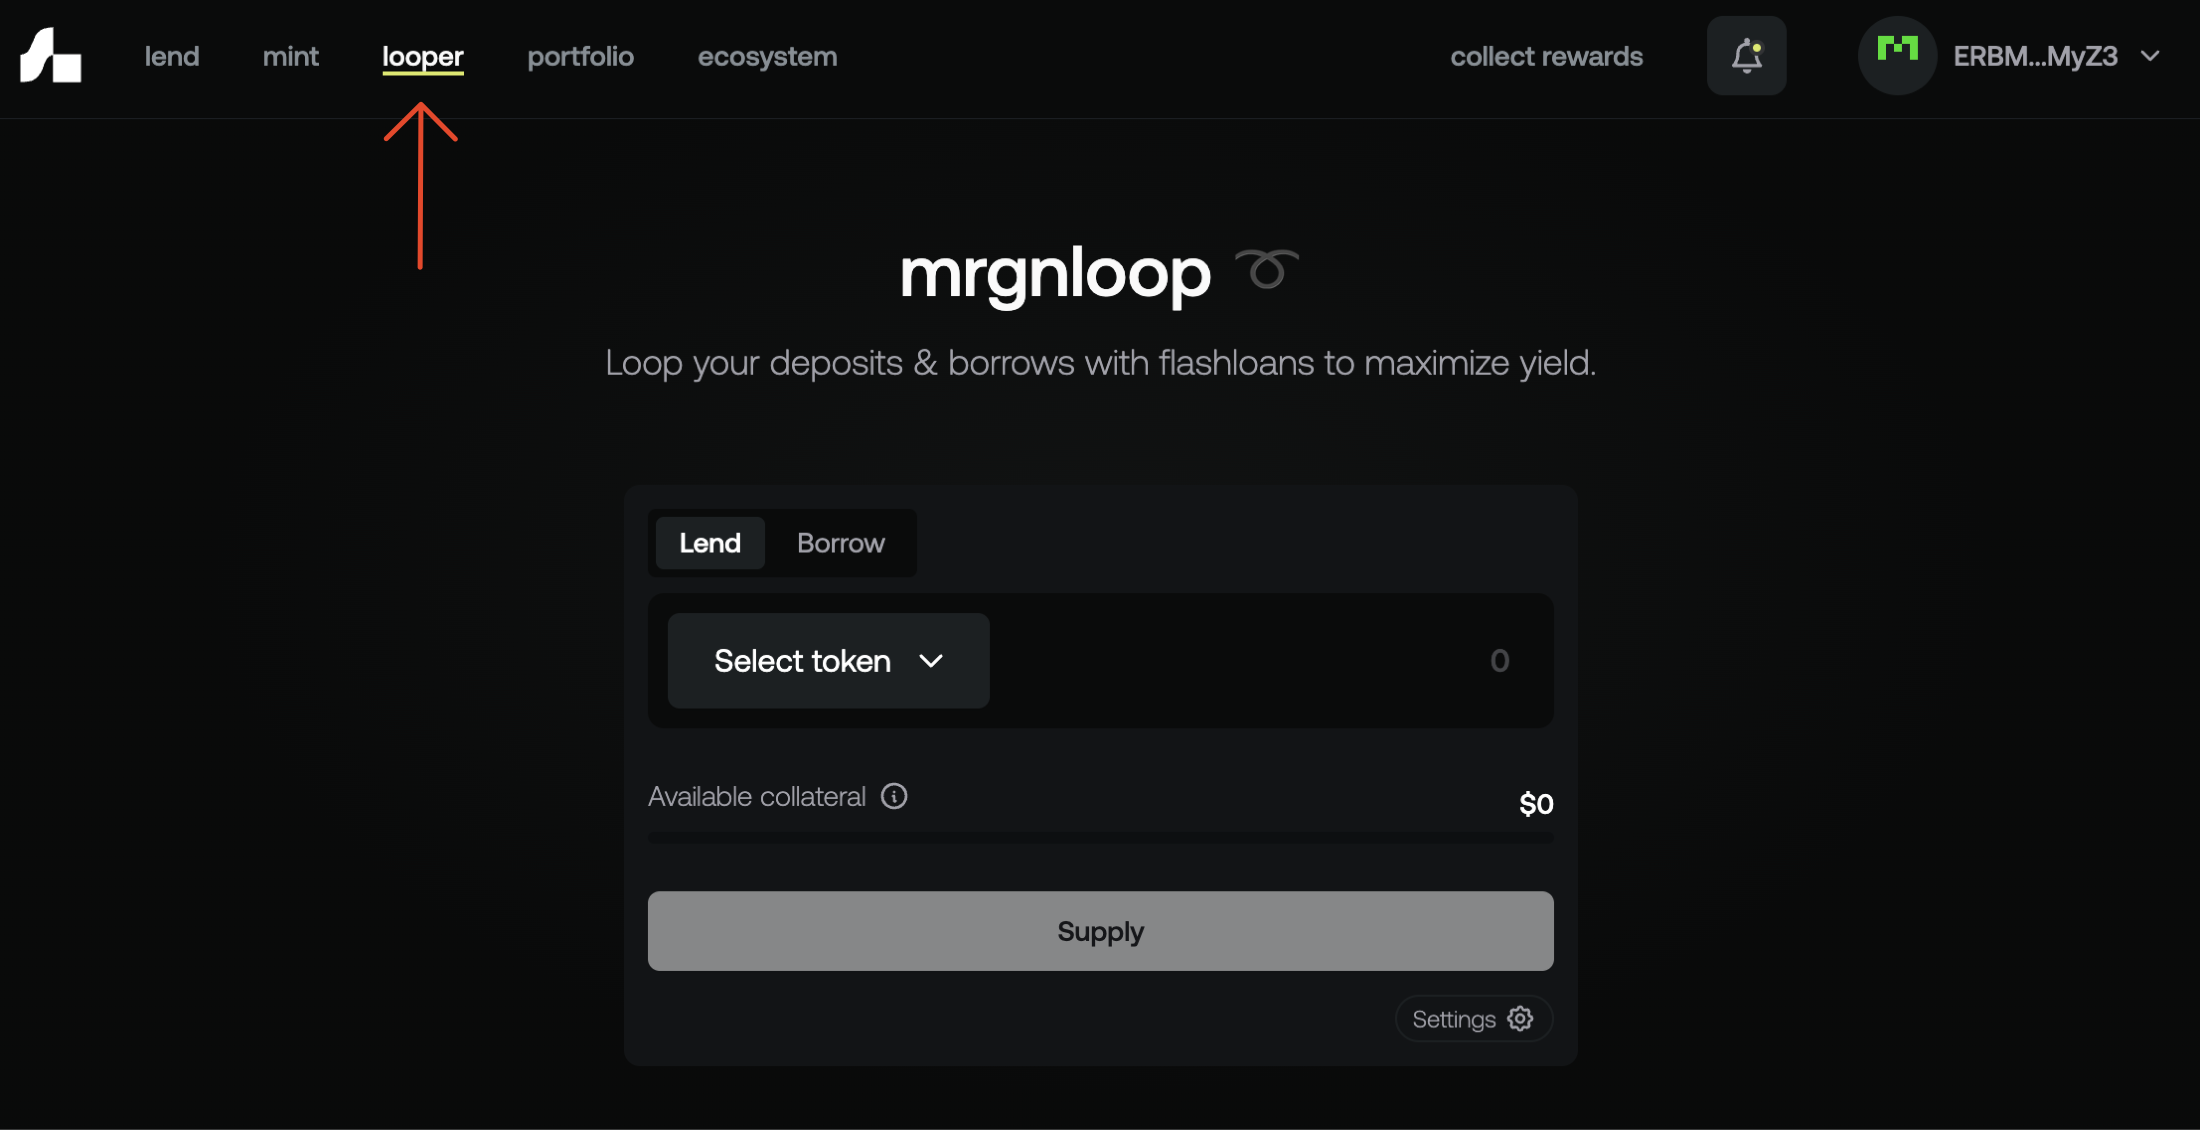 lend mint looper portfolio ecosystem collect rewards ERBM...MyZ3
mrgnloop
Loop your deposits & borrows with flashloans to maximize yield.
Lend Borrow
Select token 0
Available collateral $0
Supply
Settings